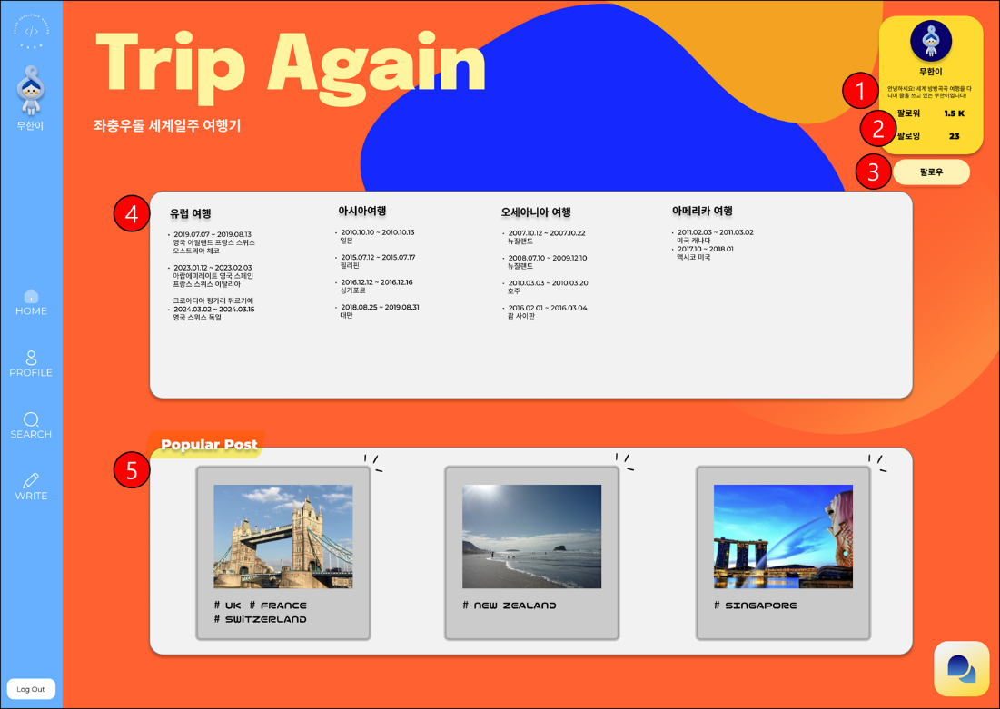 무한이
HOME
PROFILE
SEARCH
WRITE
Log Out
Trip Again
좌충우돌 세계일주 여행기
무한이
1
안녕하세요! 세계 방방곡곡 여행을 다
니며 글을 쓰고 있는 무한이입니다!
2
팔로워 1.5 K
팔로잉 23
3
팔로우
4
유럽 여행
• 2019.07.07 ~ 2019.08.13
영국 아일랜드 프랑스 스위스
오스트리아 체코
• 2023.01.12 ~ 2023.02.03
아랍에미레이트 영국 스페인
프랑스 스위스 이탈리아
크로아티아 헝가리 튀르키예
• 2024.03.02 ~ 2024.03.15
영국 스위스 독일
아시아여행
• 2010.10.10 ~ 2010.10.13
일본
• 2015.07.12 ~ 2015.07.17
필리핀
• 2016.12.12 ~ 2016.12.16
싱가포르
• 2018.08.25 ~ 2019.08.31
대만
오세아니아 여행
• 2007.10.12 ~ 2007.10.22
뉴질랜드
• 2008.07.10 ~ 2009.12.10
뉴질랜드
• 2010.03.03 ~ 2010.03.20
호주
• 2016.02.01 ~ 2016.03.04
괌 사이판
아메리카 여행
• 2011.02.03 ~ 2011.03.02
미국 캐나다
• 2017.10 ~ 2018.01
멕시코 미국
Popular Post
5
# UK # FRANCE
# SWiTZERLAND
# NEW ZEALAND
# SINGAPORE